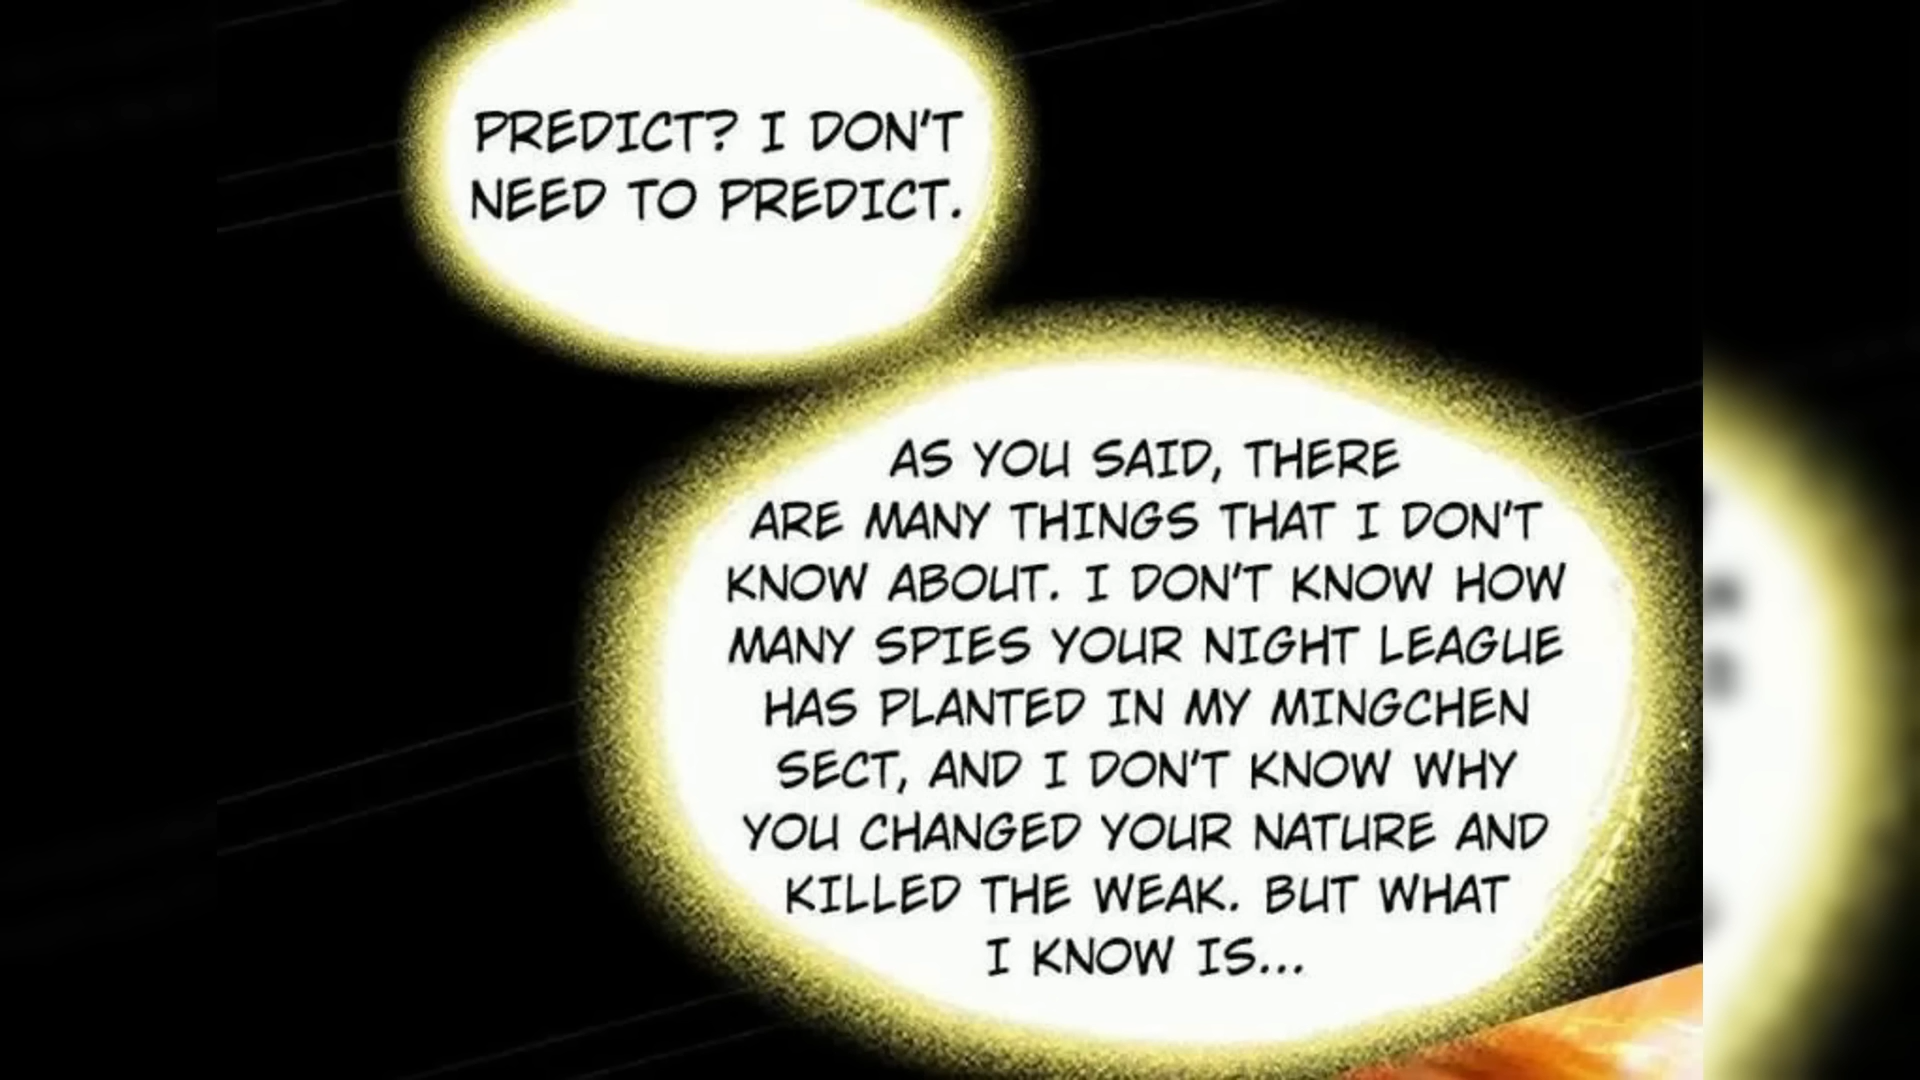 PREDICT? I DON'T
NEED TO PREDICT.
AS YOU SAID, THERE
ARE MANY THINGS THAT I DON'T
KNOW ABOUT. I DON'T KNOW HOW
MANY SPIES YOUR NIGHT LEAGUE
HAS PLANTED IN MY MINGCHEN
SECT, AND I DON'T KNOW WHY
YOU CHANGED YOUR NATURE AND
KILLED THE WEAK. BUT WHAT
I KNOW IS...